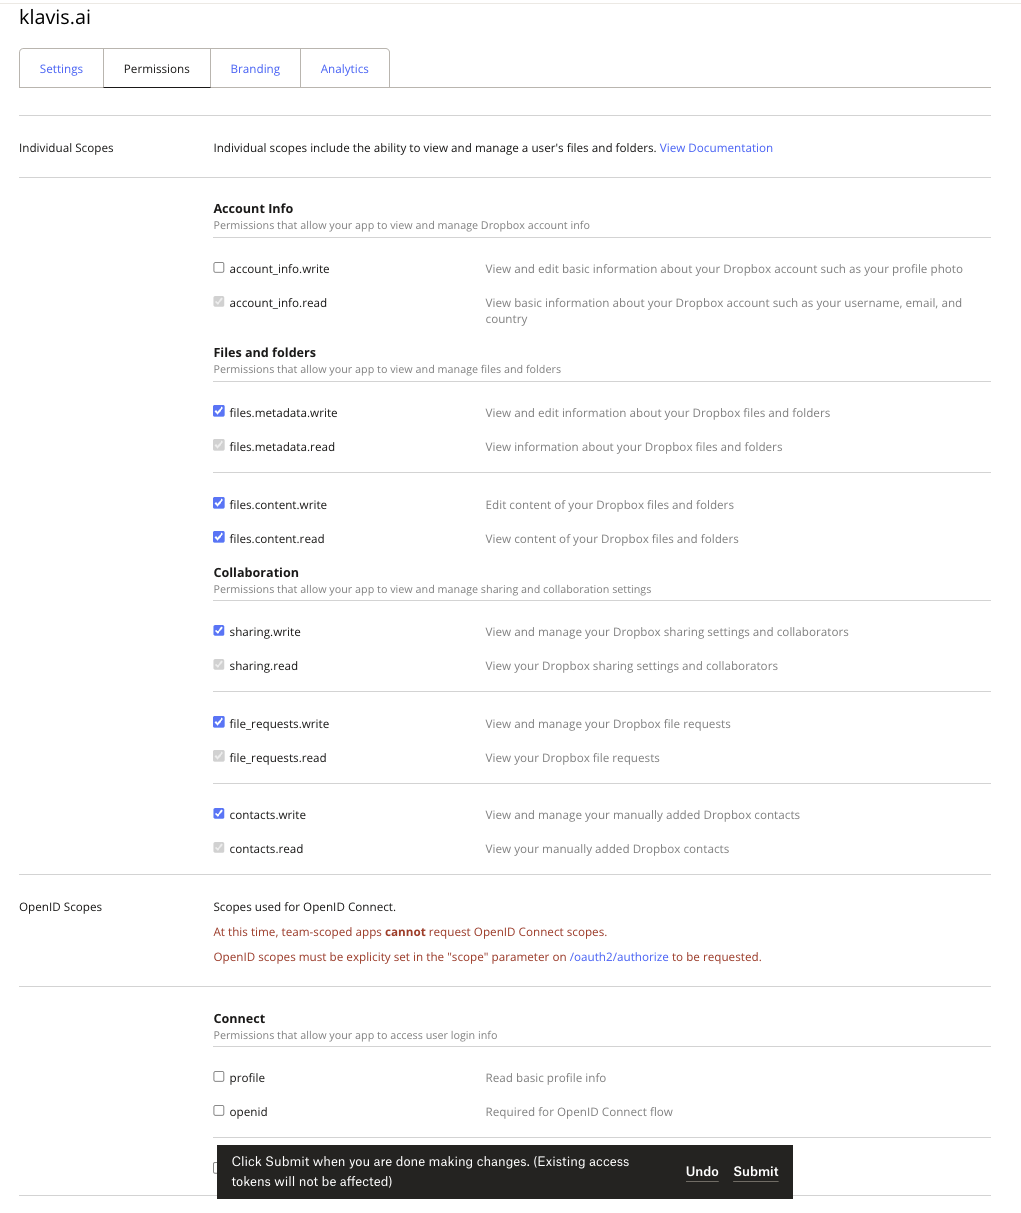 klavis.ai
Settings
Permissions
Branding
Analytics
Individual Scopes
Individual scopes include the ability to view and manage a user's files and folders. View Documentation
Account Info
Permissions that allow your app to view and manage Dropbox account info
account_info.write
View and edit basic information about your Dropbox account such as your profile photo
account_info.read
View basic information about your Dropbox account such as your username, email, and
country
Files and folders
Permissions that allow your app to view and manage files and folders
files.metadata.write
View and edit information about your Dropbox files and folders
files.metadata.read
View information about your Dropbox files and folders
files.content.write
Edit content of your Dropbox files and folders
files.content.read
View content of your Dropbox files and folders
Collaboration
Permissions that allow your app to view and manage sharing and collaboration settings
sharing.write
View and manage your Dropbox sharing settings and collaborators
sharing.read
View your Dropbox sharing settings and collaborators
file_requests.write
View and manage your Dropbox file requests
file_requests.read
View your Dropbox file requests
contacts.write
View and manage your manually added Dropbox contacts
contacts.read
View your manually added Dropbox contacts
OpenID Scopes
Scopes used for OpenID Connect.
At this time, team-scoped apps cannot request OpenID Connect scopes.
OpenID scopes must be explicity set in the "scope" parameter on /oauth2/authorize to be requested.
Connect
Permissions that allow your app to access user login info
profile
Read basic profile info
openid
Required for OpenID Connect flow
Click Submit when you are done making changes. (Existing access
tokens will not be affected)
Undo
Submit